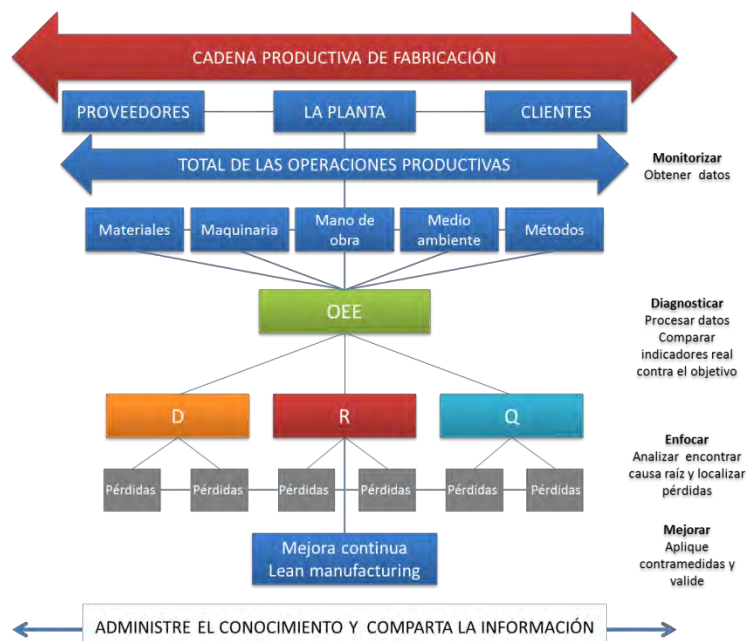 CADENA PRODUCTIVA DE FABRICACIÓN
PROVEEDORES
LA PLANTA
CLIENTES
TOTAL DE LAS OPERACIONES PRODUCTIVAS
Monitorizar
Obtener datos
Materiales
Maquinaria
Mano de
obra
Medio
ambiente
Métodos
OEE
Diagnosticar
Procesar datos
Comparar
indicadores real
contra el objetivo
D
R
Q
Enfocar
Analizar encontrar
causa raíz y localizar
pérdidas
Pérdidas
Pérdidas
Pérdidas
Pérdidas
Pérdidas
Pérdidas
Mejora continua
Lean manufacturing
Mejorar
Aplique
contramedidas y
valide
ADMINISTRE EL CONOCIMIENTO Y COMPARTA LA INFORMACIÓN